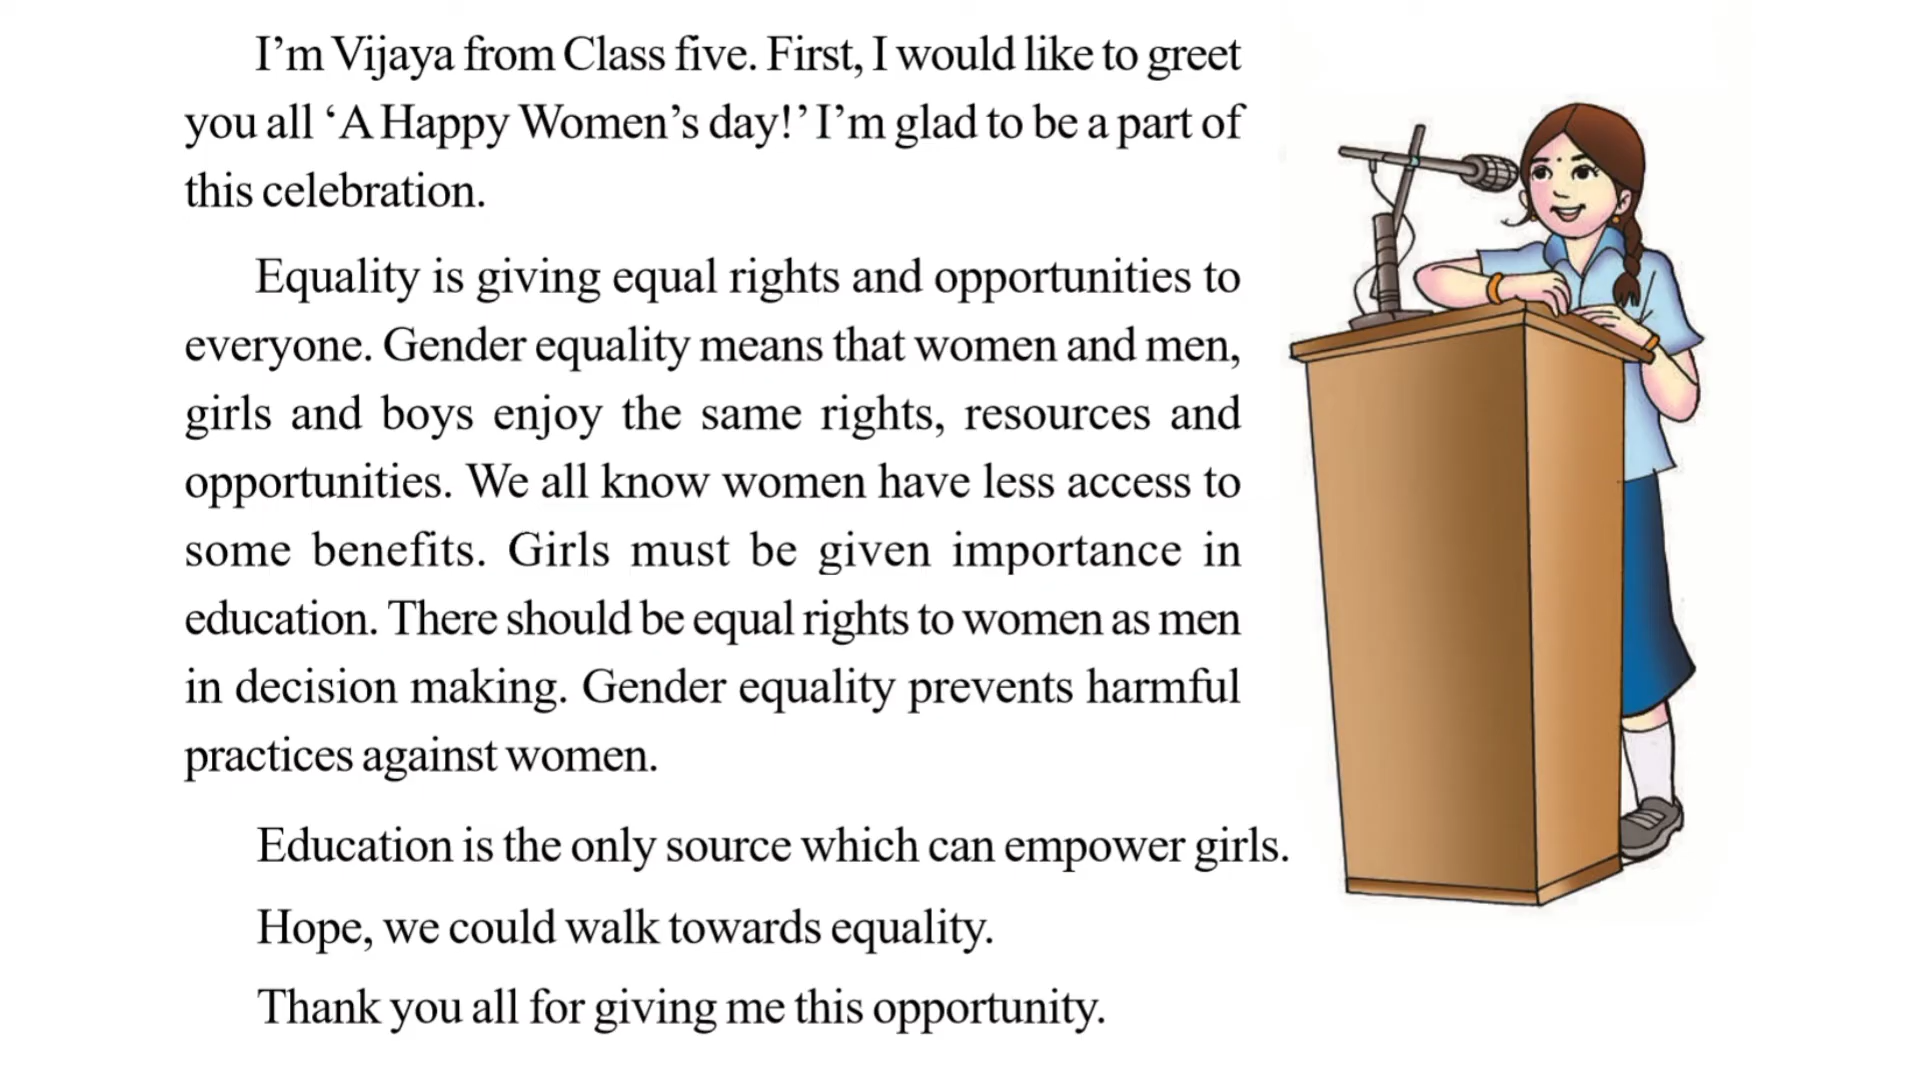 I’m Vijaya from Class five. First, I would like to greet
you all ‘A Happy Women’s day!’ I’m glad to be a part of
this celebration.
Equality is giving equal rights and opportunities to
everyone. Gender equality means that women and men,
girls and boys enjoy the same rights, resources and
opportunities. We all know women have less access to
some benefits. Girls must be given importance in
education. There should be equal rights to women as men
in decision making. Gender equality prevents harmful
practices against women.
Education is the only source which can empower girls.
Hope, we could walk towards equality.
Thank you all for giving me this opportunity.